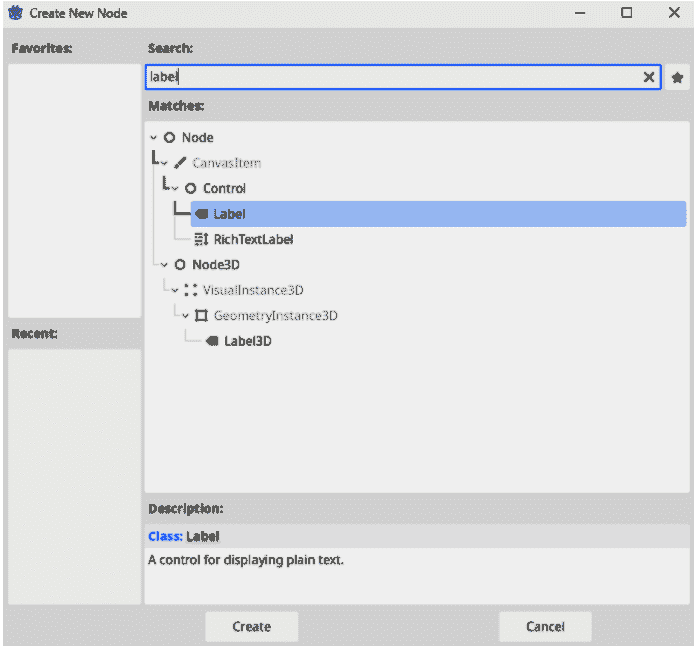 Create New Node
Favorites:
Search:
label
Matches:
Node
CanvasItem
Control
Label
RichTextLabel
Node3D
VisualInstance3D
GeometryInstance3D
Label3D
Recent:
Description:
Class: Label
A control for displaying plain text.
Create
Cancel